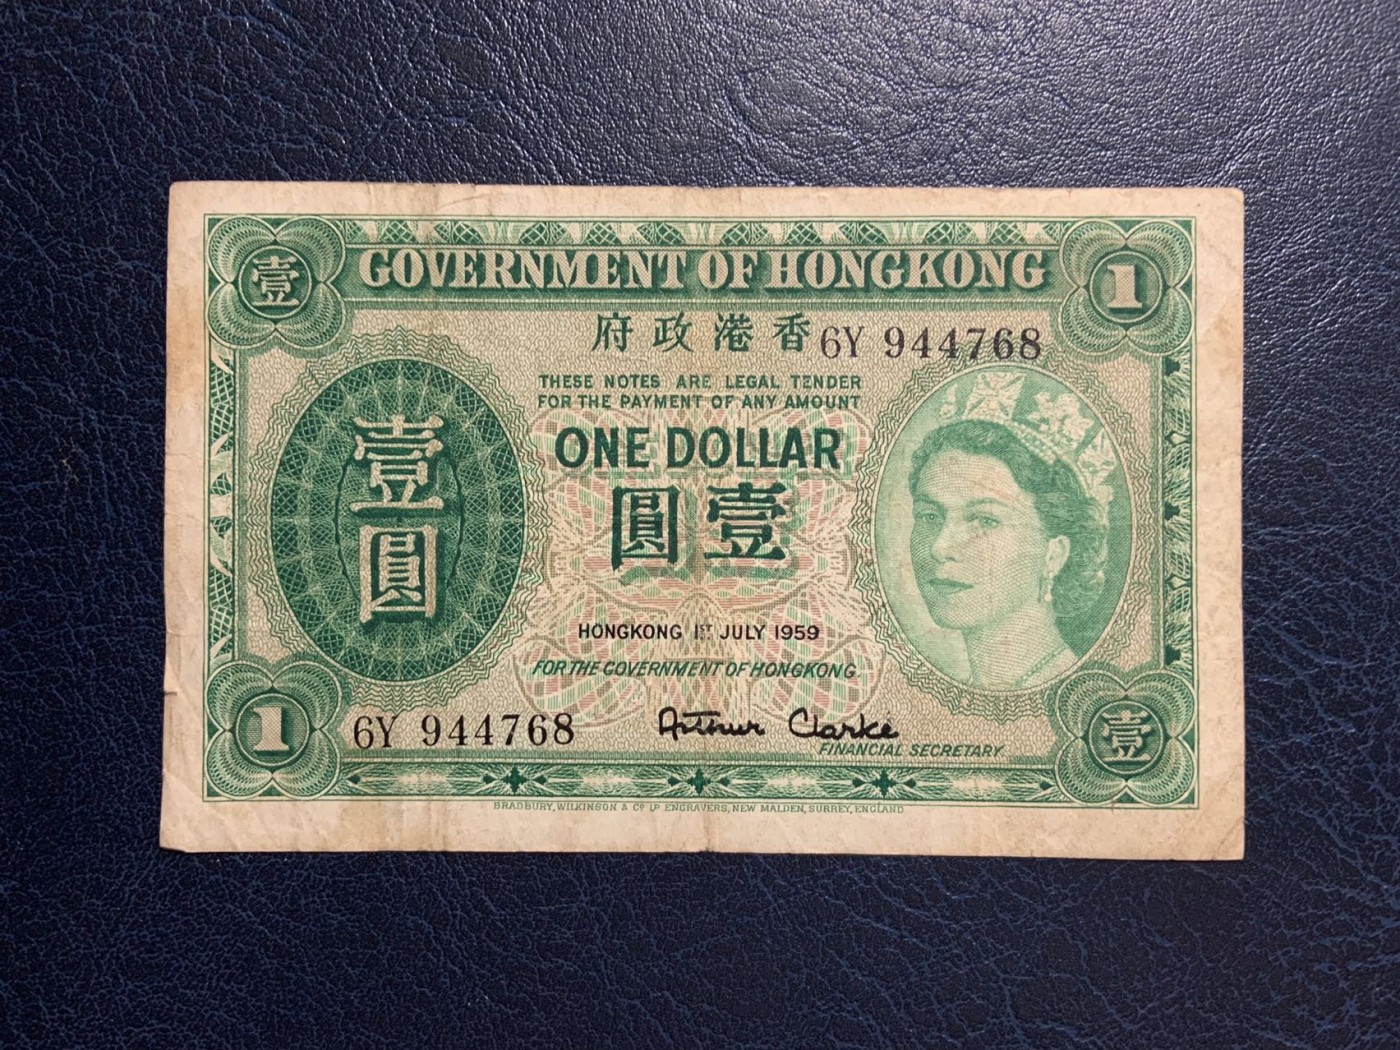 壹 GOVERNMENT OF HONGKONG 1
府政港香 6Y 944768
THESE NOTES ARE LEGAL TENDER
FOR THE PAYMENT OF ANY AMOUNT
ONE DOLLAR
圓壹
壹
圓
HONGKONG 1ST JULY 1959
FOR THE GOVERNMENT OF HONGKONG.
1 6Y 944768 Arthur Clarke 壹
FINANCIAL SECRETARY
BRADBURY, WILKINSON & Co. LD. ENGRAVERS, NEW MALDEN, SURREY, ENGLAND